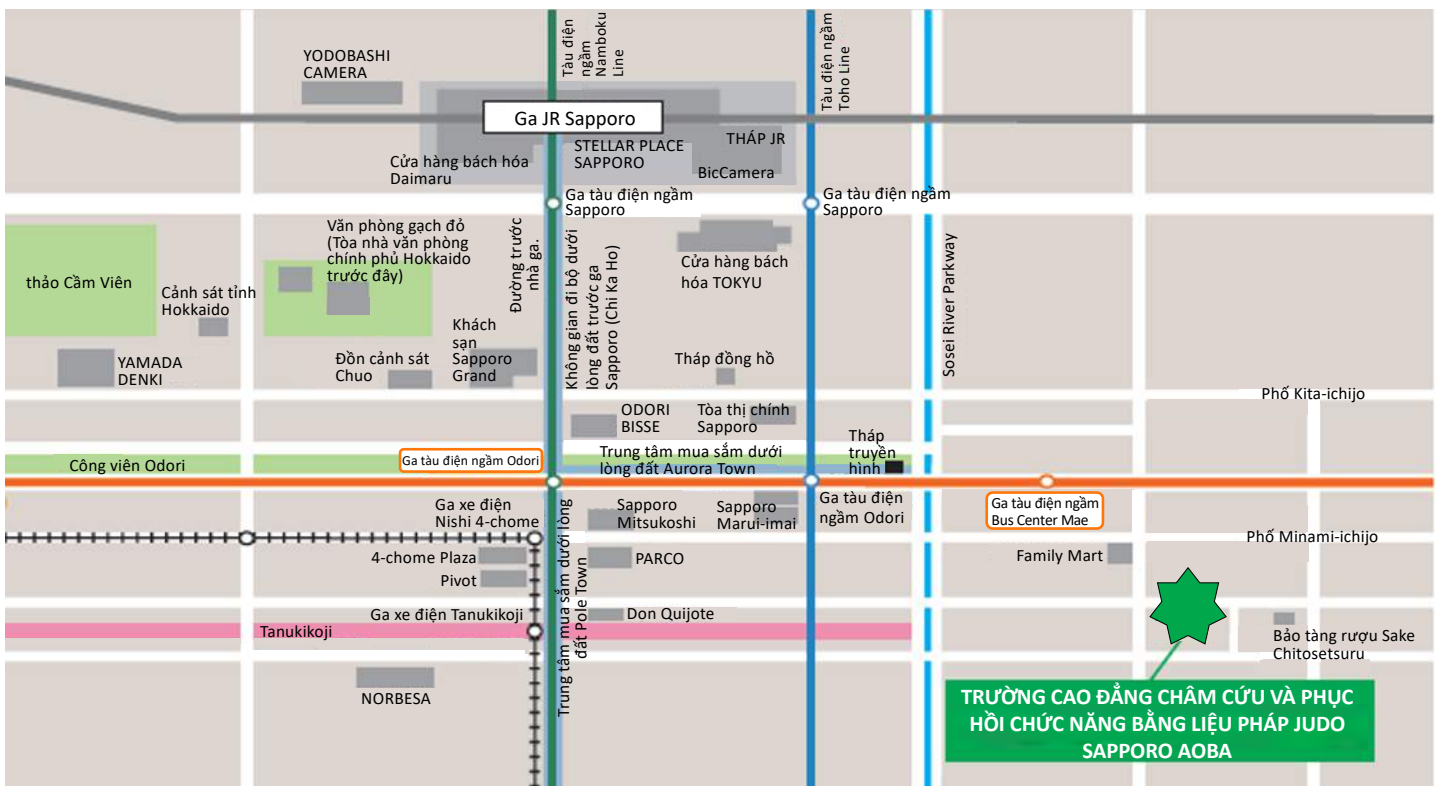 YODOBASHI
CAMERA
Tàu điện
ngầm
Namboku
Line
Tàu điện ngầm
Toho Line
Ga JR Sapporo
STELLAR PLACE
SAPPORO
THÁP JR
Cửa hàng bách hóa
Daimaru
BicCamera
Ga tàu điện ngầm
Sapporo
Ga tàu điện ngầm
Sapporo
Văn phòng gạch đỏ
(Tòa nhà văn phòng
chính phủ Hokkaido
trước đây)
Đường trước
nhà ga.
Không gian đi bộ dưới
lòng đất trước ga
Sapporo (Chi Ka Ho)
Cửa hàng bách
hóa TOKYU
Sosei River Parkway
thảo Cầm Viên
Cảnh sát tỉnh
Hokkaido
Khách
sạn
Sapporo
Grand
YAMADA
DENKI
Đồn cảnh sát
Chuo
Tháp đồng hồ
Phố Kita-ichijo
ODORI
BISSE
Tòa thị chính
Sapporo
Tháp
truyền
hình
Công viên Odori
Ga tàu điện ngầm Odori
Trung tâm mua sắm dưới
lòng đất Aurora Town
Ga xe điện
Nishi 4-chome
Sapporo
Mitsukoshi
Sapporo
Marui-imai
Ga tàu điện
ngầm Odori
Ga tàu điện ngầm
Bus Center Mae
Phố Minami-ichijo
4-chome Plaza
Pivot
PARCO
Family Mart
Trung tâm mua sắm dưới lòng
đất Pole Town
Ga xe điện Tanukikoji
Don Quijote
Tanukikoji
Bảo tàng rượu Sake
Chitosetsuru
NORBESA
TRƯỜNG CAO ĐẲNG CHÂM CỨU VÀ PHỤC
HỒI CHỨC NĂNG BẰNG LIỆU PHÁP JUDO
SAPPORO AOBA